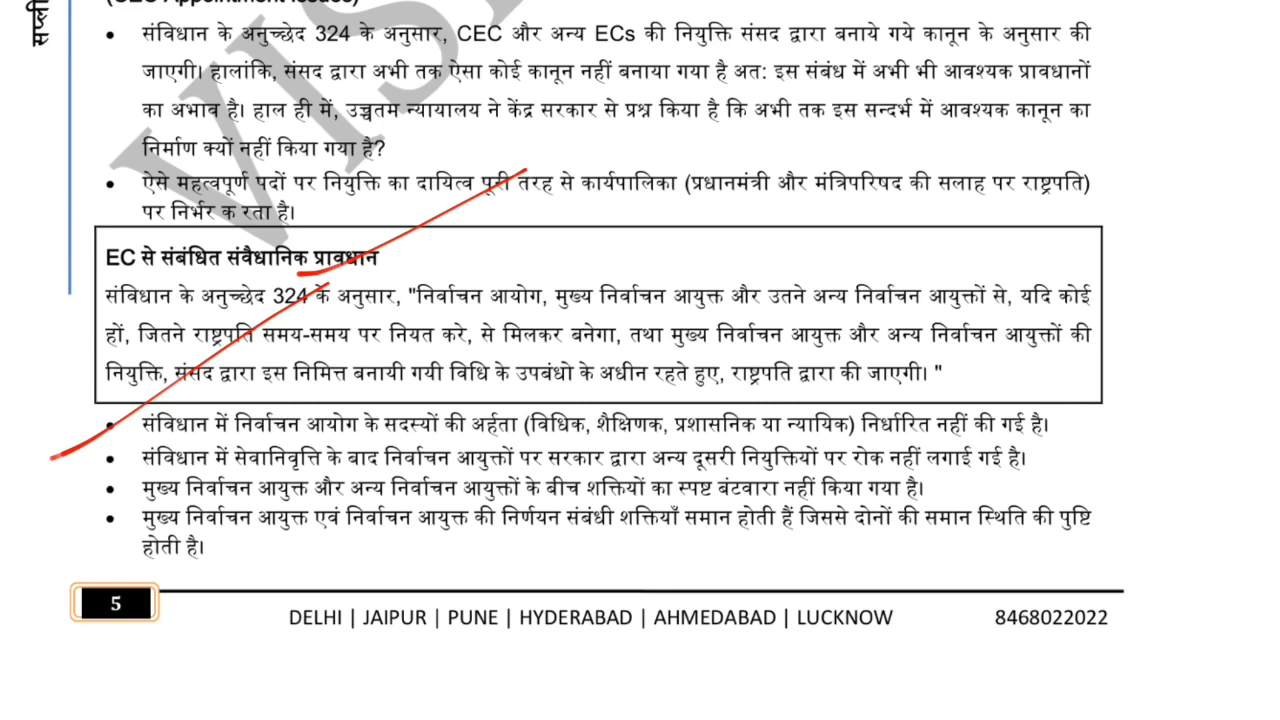 (CEC Appointment Issues)
• संविधान के अनुच्छेद 324 के अनुसार, CEC और अन्य ECs की नियुक्ति संसद द्वारा बनाये गये कानून के अनुसार की
जाएगी। हालांकि, संसद द्वारा अभी तक ऐसा कोई कानून नहीं बनाया गया है अत: इस संबंध में अभी भी आवश्यक प्रावधानों
का अभाव है। हाल ही में, उच्चतम न्यायालय ने केंद्र सरकार से प्रश्न किया है कि अभी तक इस सन्दर्भ में आवश्यक कानून का
निर्माण क्यों नहीं किया गया है?
• ऐसे महत्वपूर्ण पदों पर नियुक्ति का दायित्व पूरी तरह से कार्यपालिका (प्रधानमंत्री और मंत्रिपरिषद की सलाह पर राष्ट्रपति)
पर निर्भर क रता है।
EC से संबंधित संवैधानिक प्रावधान
संविधान के अनुच्छेद 324 के अनुसार, "निर्वाचन आयोग, मुख्य निर्वाचन आयुक्त और उतने अन्य निर्वाचन आयुक्तों से, यदि कोई
हों, जितने राष्ट्रपति समय-समय पर नियत करे, से मिलकर बनेगा, तथा मुख्य निर्वाचन आयुक्त और अन्य निर्वाचन आयुक्तों की
नियुक्ति, संसद द्वारा इस निमित्त बनायी गयी विधि के उपबंधो के अधीन रहते हुए, राष्ट्रपति द्वारा की जाएगी। "
• संविधान में निर्वाचन आयोग के सदस्यों की अर्हता (विधिक, शैक्षिणक, प्रशासनिक या न्यायिक) निर्धारित नहीं की गई है।
• संविधान में सेवानिवृत्ति के बाद निर्वाचन आयुक्तों पर सरकार द्वारा अन्य दूसरी नियुक्तियों पर रोक नहीं लगाई गई है।
• मुख्य निर्वाचन आयुक्त और अन्य निर्वाचन आयुक्तों के बीच शक्तियों का स्पष्ट बंटवारा नहीं किया गया है।
• मुख्य निर्वाचन आयुक्त एवं निर्वाचन आयुक्त की निर्णयन संबंधी शक्तियाँ समान होती हैं जिससे दोनों की समान स्थिति की पुष्टि
होती है।
5
DELHI | JAIPUR | PUNE | HYDERABAD | AHMEDABAD | LUCKNOW 8468022022